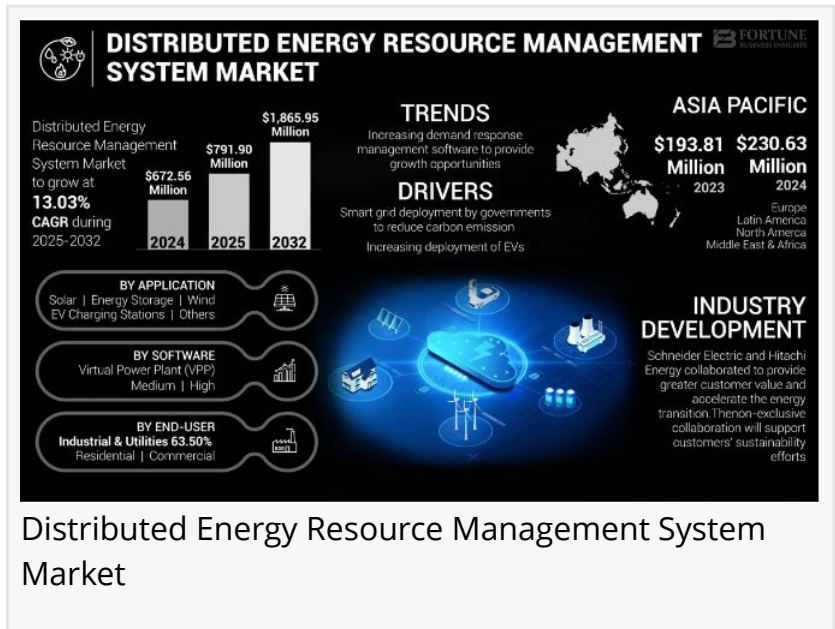 DISTRIBUTED ENERGY RESOURCE MANAGEMENT
SYSTEM MARKET
FORTUNE
BUSINESS INSIGHTS
Distributed Energy
Resource Management
System Market
to grow at
13.03%
CAGR during
2025-2032
$672.56
Million
2024
$791.90
Million
2025
$1,865.95
Million
2032
TRENDS
Increasing demand response
management software to provide
growth opportunities
DRIVERS
Smart grid deployment by governments
to reduce carbon emission
Increasing deployment of EVs
ASIA PACIFIC
$193.81
Million
2023
$230.63
Million
2024
Europe
Latin America
North Amerca
Middle East & Africa
BY APPLICATION
Solar | Energy Storage | Wind
EV Charging Stations | Others
BY SOFTWARE
Virtual Power Plant (VPP)
Medium | High
BY END-USER
Industrial & Utilities 63.50%
Residential | Commercial
INDUSTRY
DEVELOPMENT
Schneider Electric and Hitachi
Energy collaborated to provide
greater customer value and
accelerate the energy
transition.Thenon-exclusive
collaboration will support
customers' sustainability
efforts
Distributed Energy Resource Management System
Market